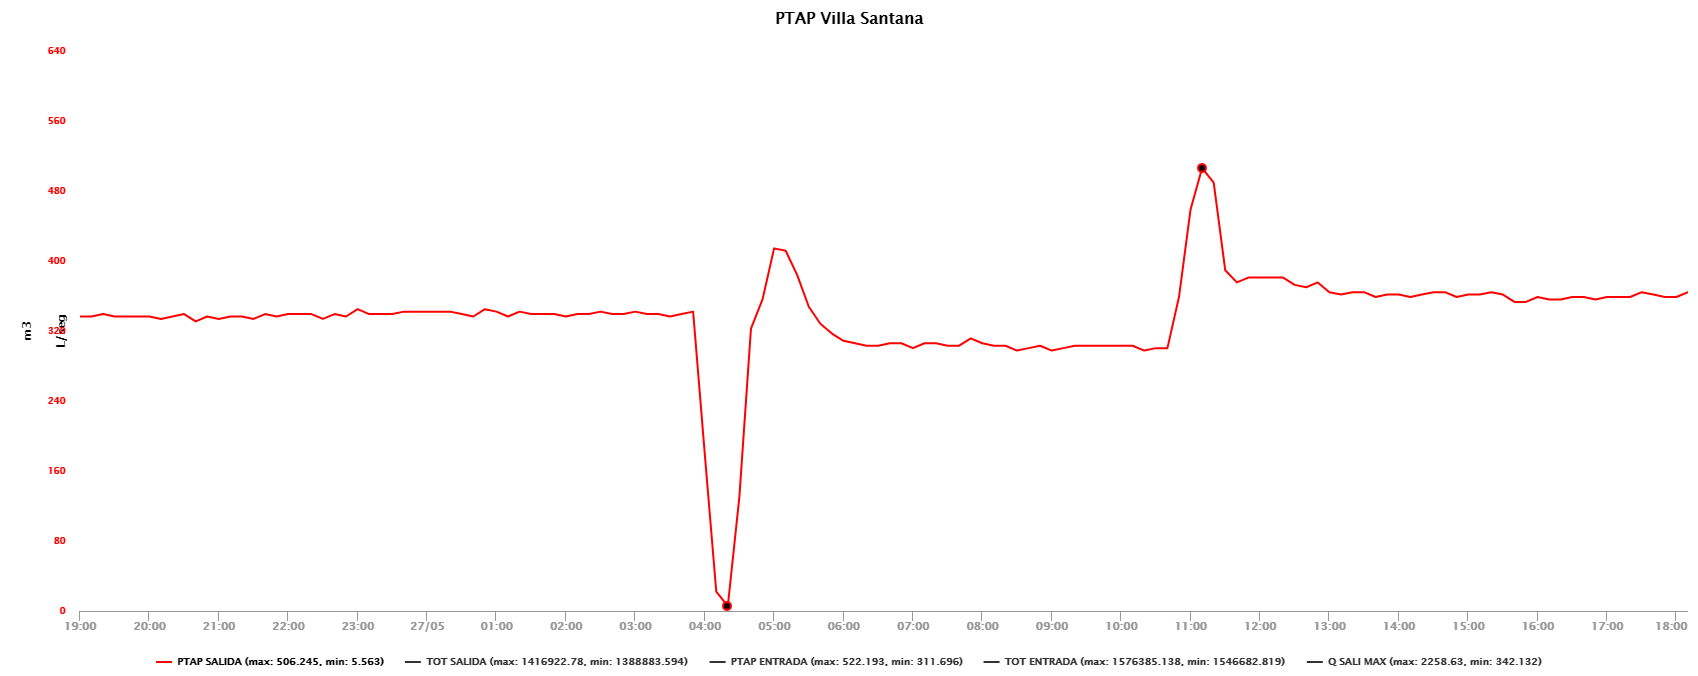 PTAP Villa Santana
640
560
480
400
320
240
160
80
0
m3
L/seg
19:00 20:00 21:00 22:00 23:00 27/05 01:00 02:00 03:00 04:00 05:00 06:00 07:00 08:00 09:00 10:00 11:00 12:00 13:00 14:00 15:00 16:00 17:00 18:00
PTAP SALIDA (max: 506.245, min: 5.563) TOT SALIDA (max: 1416922.78, min: 1388883.594) PTAP ENTRADA (max: 522.193, min: 311.696) TOT ENTRADA (max: 1576385.138, min: 1546682.819) Q SALI MAX (max: 2258.63, min: 342.132)